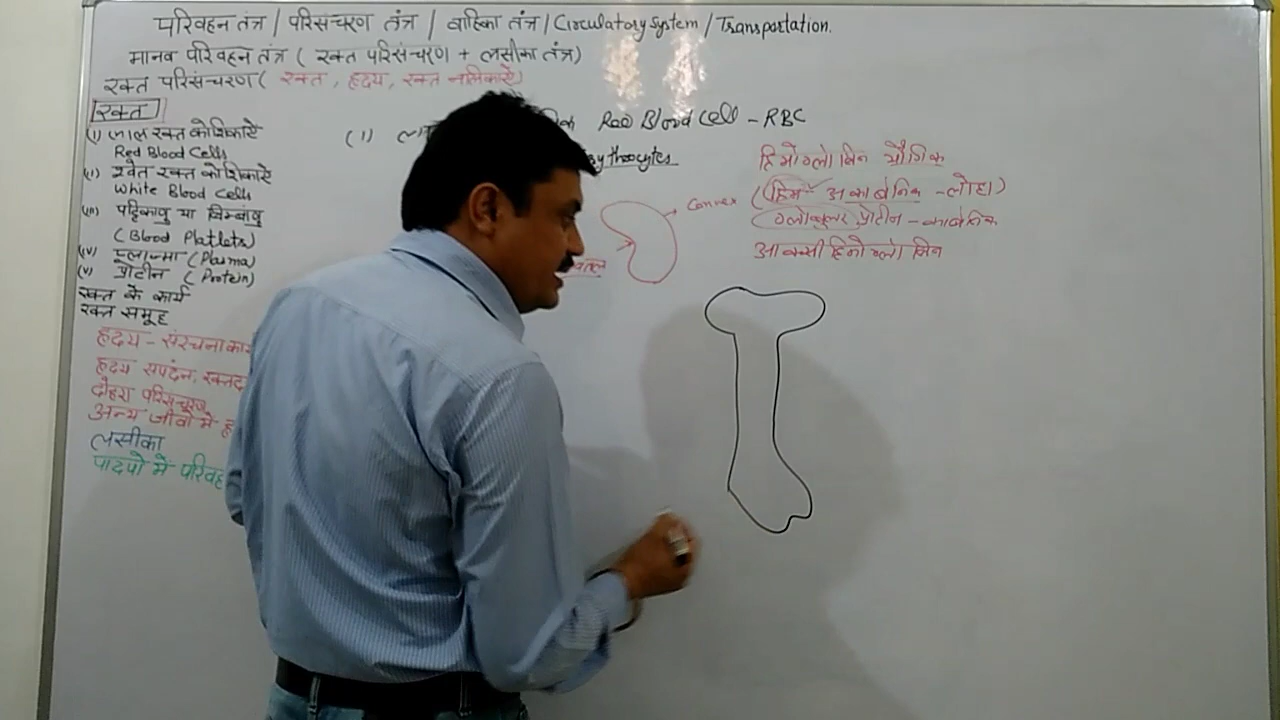 परिवहन तंत्र / परिसंचरण तंत्र / वाहिका तंत्र / Circulatory System / Transportation.
मानव परिवहन तंत्र ( रक्त परिसंचरण + लसीका तंत्र)
रक्त परिसंचरण ( रक्त , हृदय, रक्त नलिकाऐं)
रक्त
(i) लाल रक्त कोशिकाऐं
Red Blood Cells
(ii) श्वेत रक्त कोशिकाऐं
White Blood Cells
(iii) पट्टिकाणु या बिम्बाणु
(Blood Platlets)
(iv) प्लाज्मा (Plasma)
(v) प्रोटीन (Protein)
रक्त के कार्य
रक्त समूह
हृदय - संरचना
हृदय स्पंदन,
दोहरा परिसंचरण
अन्य जीवो में
लसीका
पादपो में
(1) Red Blood Cell - RBC
Convex
हिमोग्लोबिन यौगिक
(हिम - अकार्बनिक - लोहा)
ग्लोब्युलर प्रोटीन - कार्बनिक
आक्सी हिमोग्लोबिन